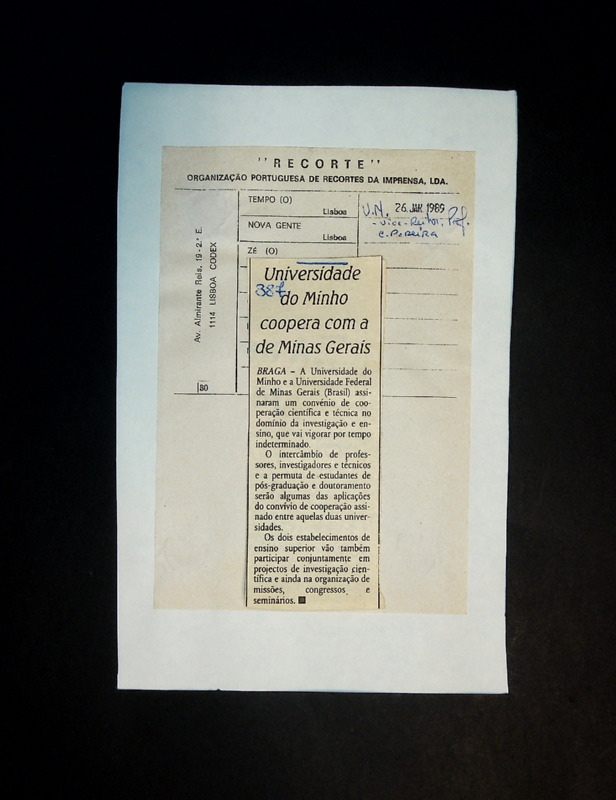 "RECORTE"
ORGANIZAÇÃO PORTUGUESA DE RECORTES DA IMPRENSA, LDA.
Av. Almirante Reis, 19 - 2.º E.
1114 LISBOA CODEX
80
TEMPO (O)
Lisboa
NOVA GENTE
Lisboa
ZÉ (O)
U.M. 26 JAN 1989
- Vice-Reitor, Prf.
C. Pereira
Universidade
387
do Minho
coopera com a
de Minas Gerais
BRAGA – A Universidade do
Minho e a Universidade Federal
de Minas Gerais (Brasil) assi-
naram um convénio de coo-
peração científica e técnica no
domínio da investigação e en-
sino, que vai vigorar por tempo
indeterminado.
O intercâmbio de profes-
sores, investigadores e técnicos
e a permuta de estudantes de
pós-graduação e doutoramento
serão algumas das aplicações
do convívio de cooperação assi-
nado entre aquelas duas univer-
sidades.
Os dois estabelecimentos de
ensino superior vão também
participar conjuntamente em
projectos de investigação cien-
tífica e ainda na organização de
missões, congressos e
seminários.